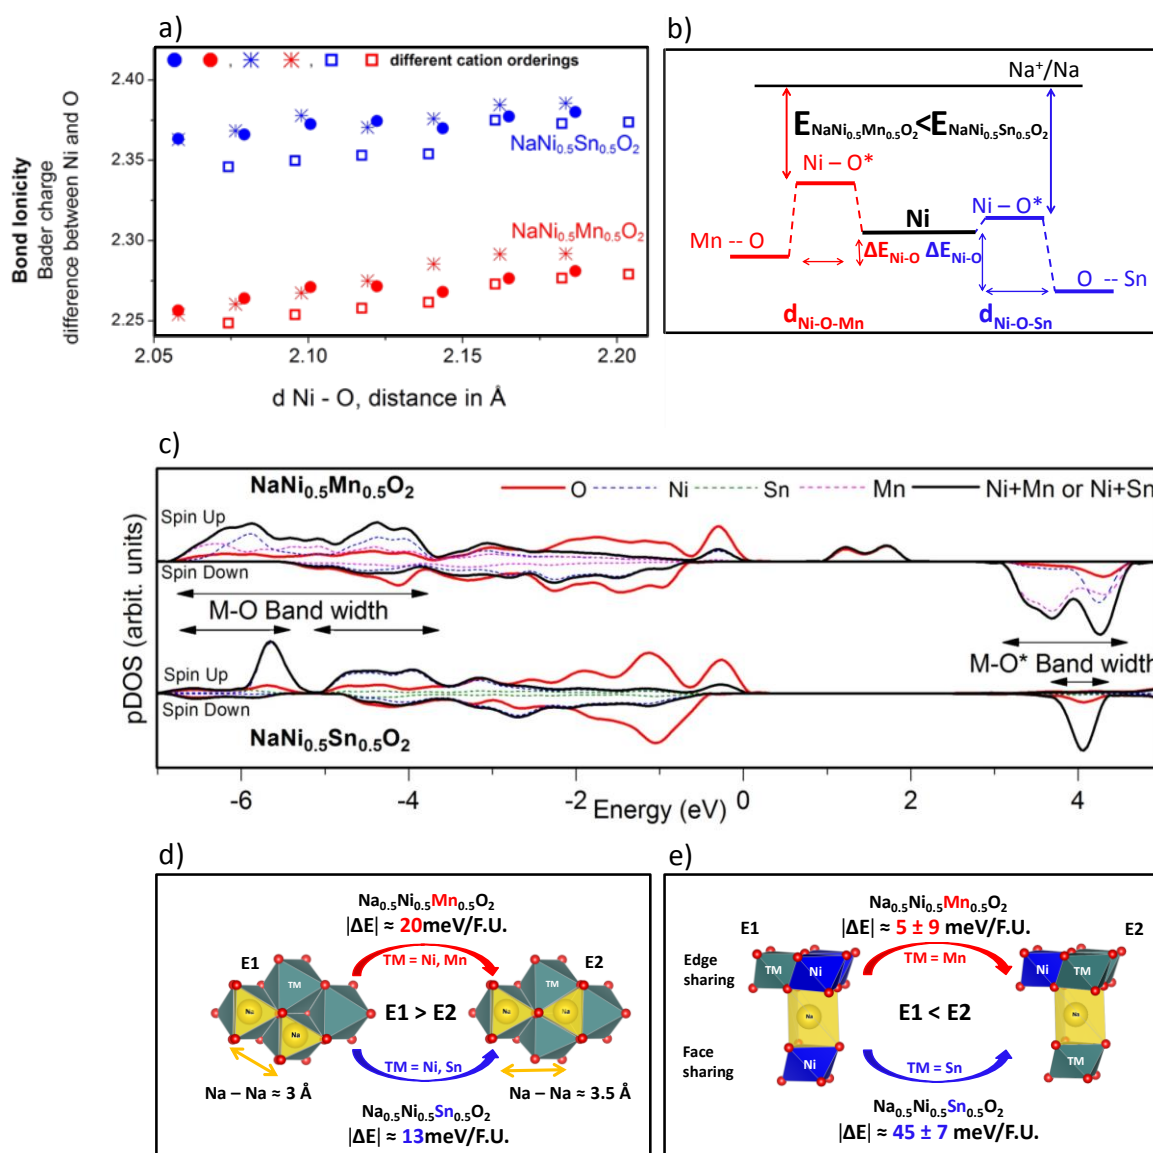 a)
different cation orderings
2.40
2.35
2.30
2.25
NaNi0.5Sn0.5O2
NaNi0.5Mn0.5O2
2.05
2.10
2.15
2.20
Bond Ionicity
Bader charge
difference between Ni and O
d Ni - O, distance in Å
b)
Na⁺/Na
E_NaNi0.5Mn0.5O2 < E_NaNi0.5Sn0.5O2
Ni – O*
Ni – O*
Ni
Mn -- O
ΔE_Ni-O
ΔE_Ni-O
O -- Sn
d_Ni-O-Mn
d_Ni-O-Sn
c)
NaNi0.5Mn0.5O2
O
Ni
Sn
Mn
Ni+Mn or Ni+Sn
Spin Up
Spin Down
M-O Band width
M-O* Band width
Spin Up
Spin Down
NaNi0.5Sn0.5O2
pDOS (arbit. units)
-6
-4
-2
0
2
4
Energy (eV)
d)
Na0.5Ni0.5Mn0.5O2
|ΔE| ≈ 20meV/F.U.
E1
TM = Ni, Mn
E2
TM
Na
Na
E1 > E2
TM
Na
Na
TM = Ni, Sn
Na – Na ≈ 3 Å
Na – Na ≈ 3.5 Å
Na0.5Ni0.5Sn0.5O2
|ΔE| ≈ 13meV/F.U.
e)
Na0.5Ni0.5Mn0.5O2
|ΔE| ≈ 5 ± 9 meV/F.U.
E1
E2
Edge
sharing
TM
Ni
TM = Mn
Ni
TM
Na
E1 < E2
Na
Face
sharing
Ni
TM = Sn
TM
Na0.5Ni0.5Sn0.5O2
|ΔE| ≈ 45 ± 7 meV/F.U.